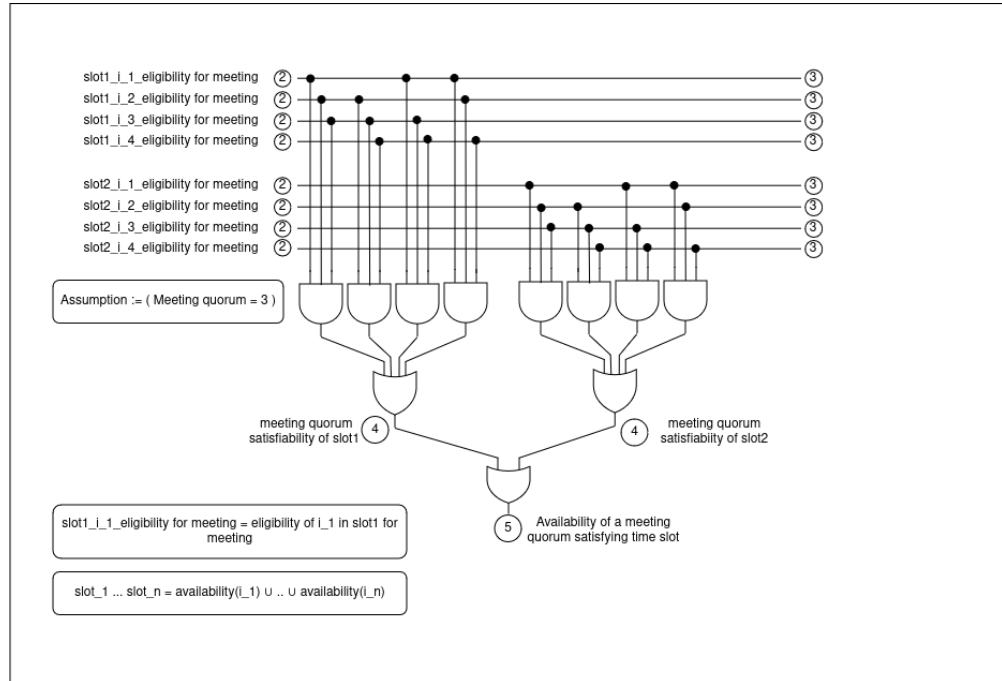 slot1_i_1_eligibility for meeting 2 3
slot1_i_2_eligibility for meeting 2 3
slot1_i_3_eligibility for meeting 2 3
slot1_i_4_eligibility for meeting 2 3
slot2_i_1_eligibility for meeting 2 3
slot2_i_2_eligibility for meeting 2 3
slot2_i_3_eligibility for meeting 2 3
slot2_i_4_eligibility for meeting 2 3
Assumption := ( Meeting quorum = 3 )
meeting quorum
satisfiability of slot1
4
4
meeting quorum
satisfiabiity of slot2
5
Availability of a meeting
quorum satisfying time slot
slot1_i_1_eligibility for meeting = eligibility of i_1 in slot1 for
meeting
slot_1 ... slot_n = availability(i_1) ∪ .. ∪ availability(i_n)